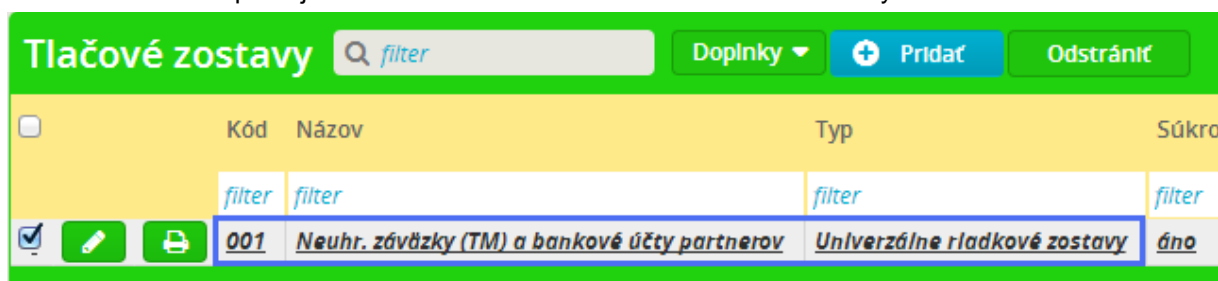 Tlačové zostavy filter Doplnky Pridať Odstrániť
Kód Názov Typ Súkro
filter filter filter filter
001 Neuhr. záväzky (TM) a bankové účty partnerov Univerzálne riadkové zostavy áno